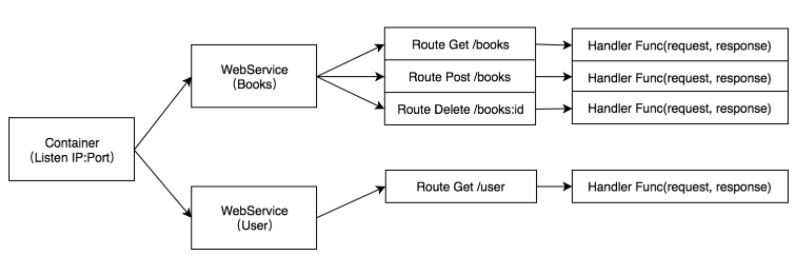 Container
(Listen IP:Port)
WebService
(Books)
Route Get /books
Handler Func(request, response)
Route Post /books
Handler Func(request, response)
Route Delete /books:id
Handler Func(request, response)
WebService
(User)
Route Get /user
Handler Func(request, response)